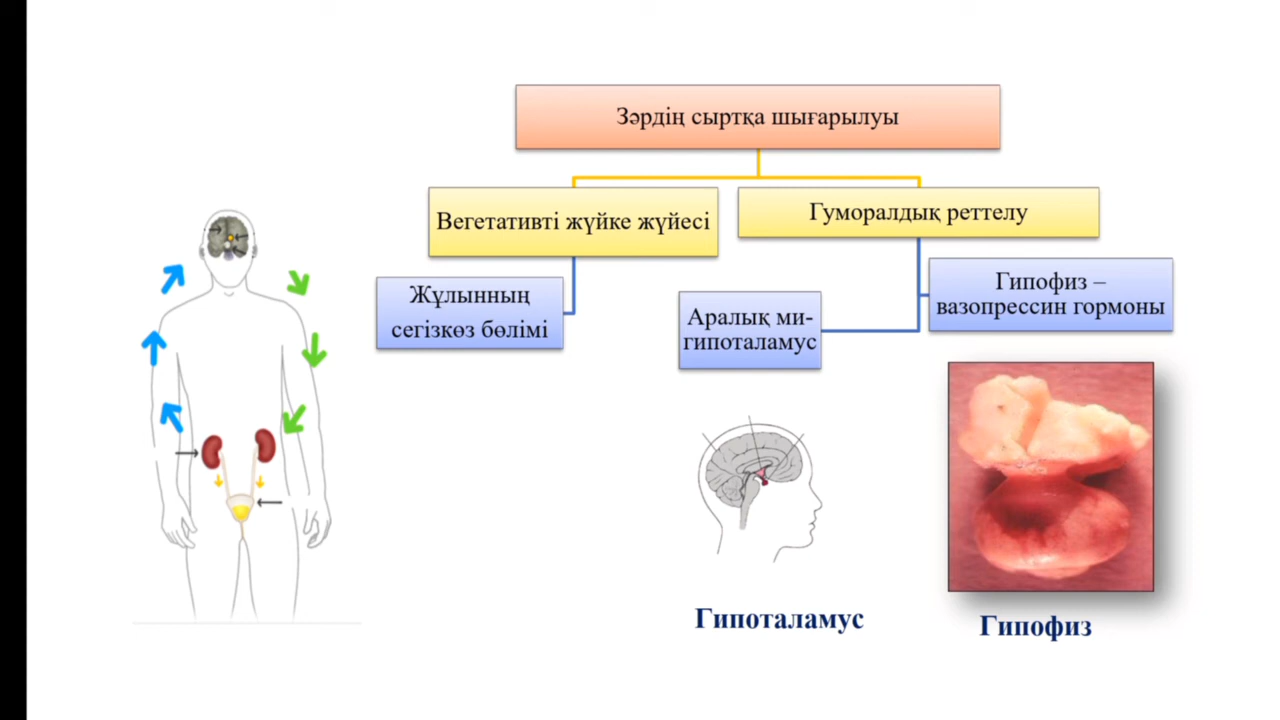 Зәрдің сыртқа шығарылуы
Вегетативті жүйке жүйесі
Гуморалдық реттелу
Жұлынның
сегізкөз бөлімі
Аралық ми-
гипоталамус
Гипофиз –
вазопрессин гормоны
Гипоталамус
Гипофиз